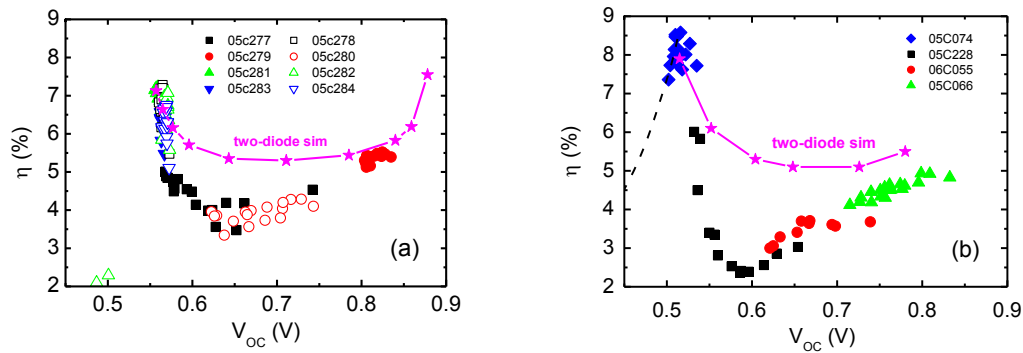 9
8
7
6
5
4
3
2
η (%)
05c277 05c278
05c279 05c280
05c281 05c282
05c283 05c284
two-diode sim
(a)
0.5 0.6 0.7 0.8 0.9
V_OC (V)
9
8
7
6
5
4
3
2
η (%)
05C074
05C228
06C055
05C066
two-diode sim
(b)
0.5 0.6 0.7 0.8 0.9
V_OC (V)